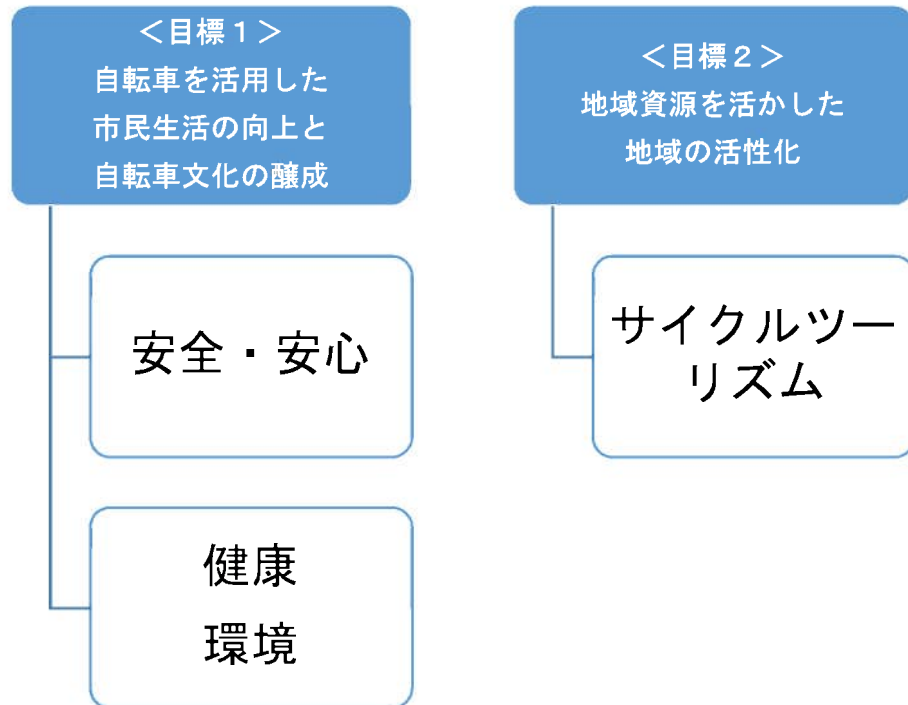 ＜目標１＞
自転車を活用した
市民生活の向上と
自転車文化の醸成
安全・安心
健康
環境
＜目標２＞
地域資源を活かした
地域の活性化
サイクルツー
リズム